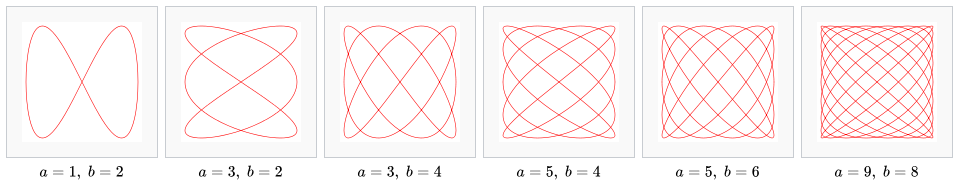 a = 1, b = 2
a = 3, b = 2
a = 3, b = 4
a = 5, b = 4
a = 5, b = 6
a = 9, b = 8